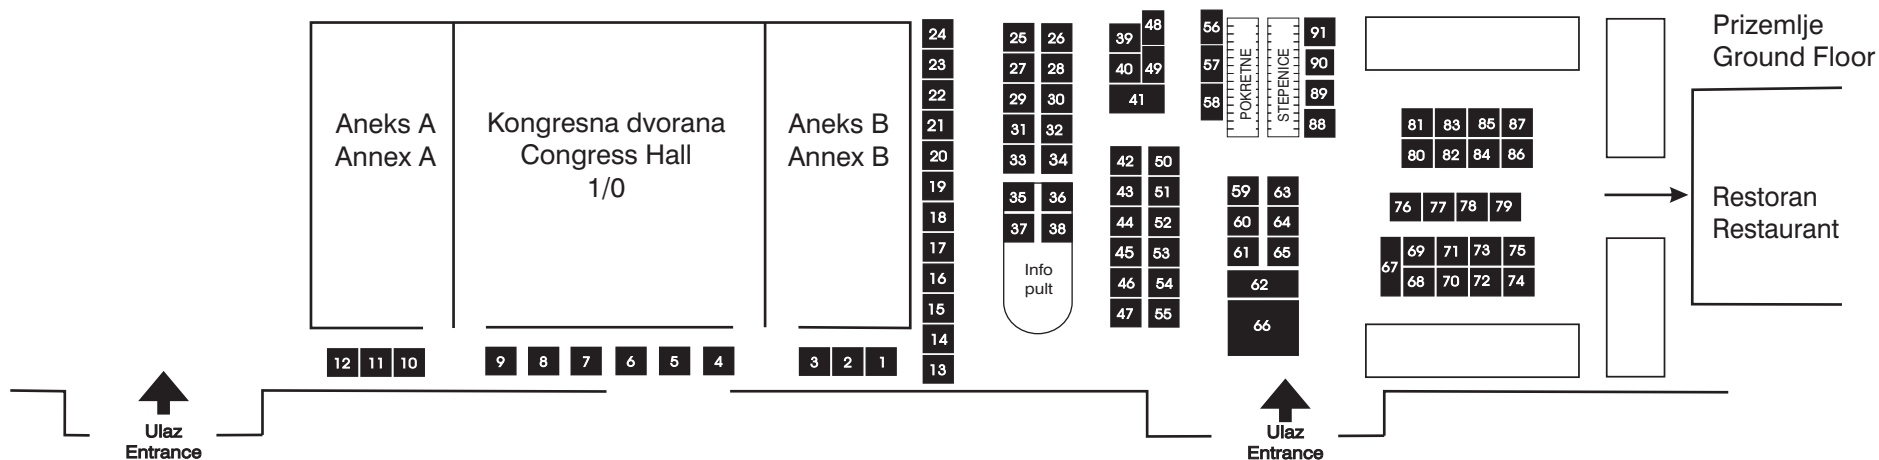 Prizemlje
Ground Floor
Aneks A
Annex A
Kongresna dvorana
Congress Hall
1/0
Aneks B
Annex B
24
23
22
21
20
19
18
17
16
15
14
13
25 26
27 28
29 30
31 32
33 34
35 36
37 38
Info
pult
48
39
40 49
41
42 50
43 51
44 52
45 53
46 54
47 55
56
57
58
POKRETNE
STEPENICE
91
90
89
88
59 63
60 64
61 65
62
66
81 83 85 87
80 82 84 86
76 77 78 79
67
69 71 73 75
68 70 72 74
Restoran
Restaurant
12 11 10
9 8 7 6 5 4
3 2 1
Ulaz
Entrance
Ulaz
Entrance